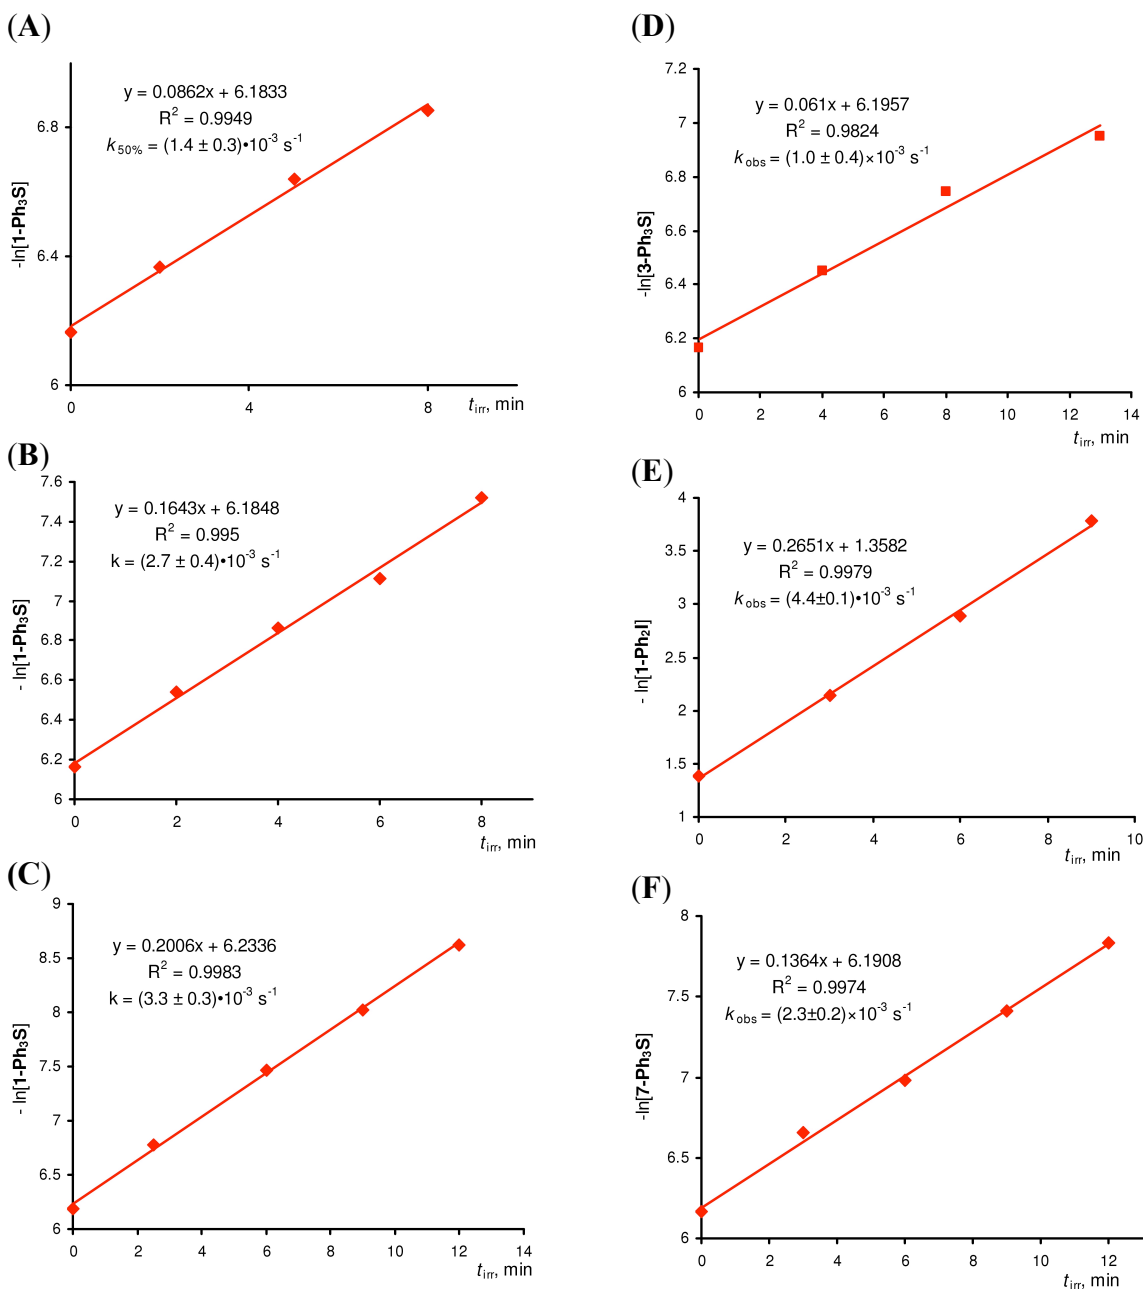 (A)
y = 0.0862x + 6.1833
R² = 0.9949
k50% = (1.4 ± 0.3)•10⁻³ s⁻¹
-ln[1-Ph₃S]
6.8
6.4
6
0 4 8
tirr, min
(B)
7.6
7.4
7.2
7
6.8
6.6
6.4
6.2
6
y = 0.1643x + 6.1848
R² = 0.995
k = (2.7 ± 0.4)•10⁻³ s⁻¹
- ln[1-Ph₃S]
0 2 4 6 8
tirr, min
(C)
9
8.5
8
7.5
7
6.5
6
y = 0.2006x + 6.2336
R² = 0.9983
k = (3.3 ± 0.3)•10⁻³ s⁻¹
- ln[1-Ph₃S]
0 2 4 6 8 10 12 14
tirr, min
(D)
7.2
7
6.8
6.6
6.4
6.2
6
y = 0.061x + 6.1957
R² = 0.9824
kobs = (1.0 ± 0.4)×10⁻³ s⁻¹
-ln[3-Ph₃S]
0 2 4 6 8 10 12 14
tirr, min
(E)
4
3.5
3
2.5
2
1.5
1
y = 0.2651x + 1.3582
R² = 0.9979
kobs = (4.4±0.1)•10⁻³ s⁻¹
- ln[1-Ph₂I]
0 2 4 6 8 10
tirr, min
(F)
8
7.5
7
6.5
6
y = 0.1364x + 6.1908
R² = 0.9974
kobs = (2.3±0.2)×10⁻³ s⁻¹
-ln[7-Ph₃S]
0 2 4 6 8 10 12
tirr, min